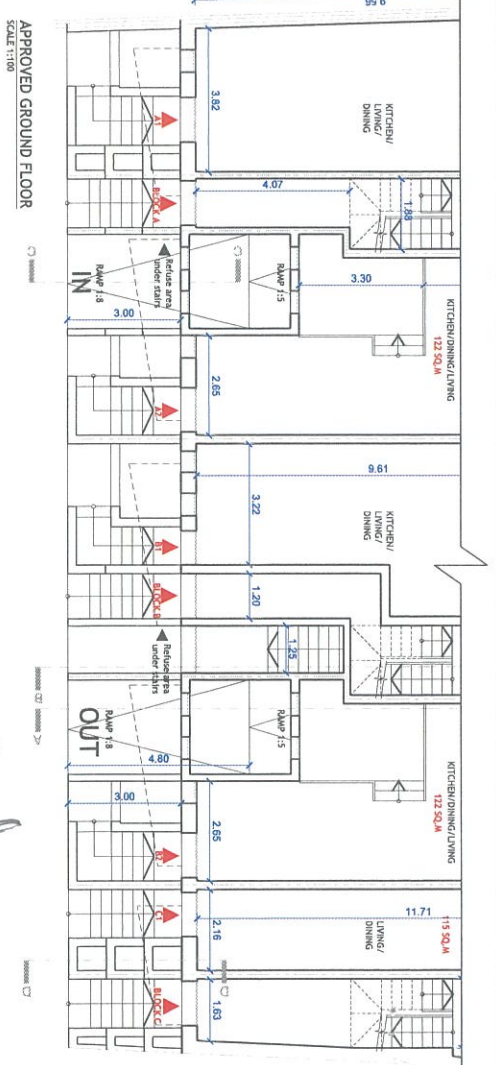 APPROVED GROUND FLOOR
SCALE 1:100
9.56
KITCHEN/
LIVING/
DINING
3.82
A1
BLOCK A
4.07
1.88
3.30
RAMP 1:5
Refuse area
under stairs
RAMP 1:8
IN
3.00
KITCHEN/DINING/LIVING
122 SQ.M
2.65
A2
9.61
KITCHEN/
LIVING/
DINING
3.22
B1
1.20
BLOCK B
1.25
Refuse area
under stairs
RAMP 1:5
RAMP 1:8
OUT
4.80
3.00
KITCHEN/DINING/LIVING
122 SQ.M
2.65
B2
11.71
115 SQ.M
LIVING/
DINING
2.16
C1
1.63
BLOCK C